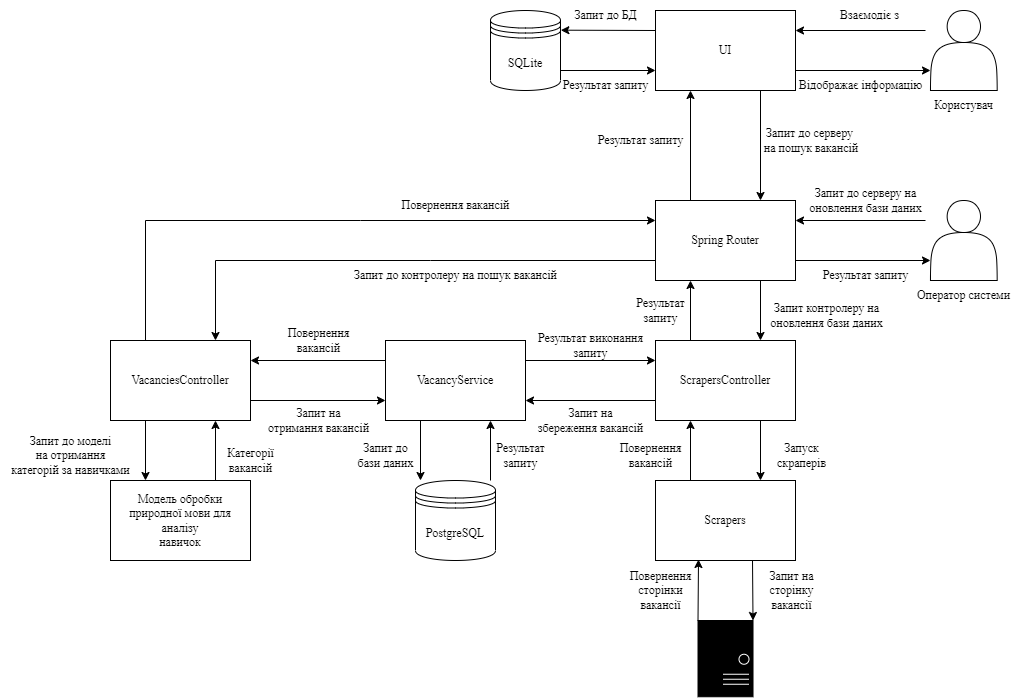 Запит до БД
Взаємодіє з
UI
SQLite
Результат запиту
Відображає інформацію
Користувач
Результат запиту
Запит до серверу
на пошук вакансій
Запит до серверу на
оновлення бази даних
Повернення вакансій
Spring Router
Запит до контролеру на пошук вакансій
Результат запиту
Оператор системи
Результат
запиту
Запит контролеру на
оновлення бази даних
Повернення
вакансій
Результат виконання
запиту
VacanciesController
VacancyService
ScrapersController
Запит на
отримання вакансій
Запит на
збереження вакансій
Запит до моделі
на отримання
категорій за навичками
Категорії
вакансій
Запит до
бази даних
Результат
запиту
Повернення
вакансій
Запуск
скраперів
Модель обробки
природної мови для
аналізу
навичок
PostgreSQL
Scrapers
Повернення
сторінки
вакансії
Запит на
сторінку
вакансії